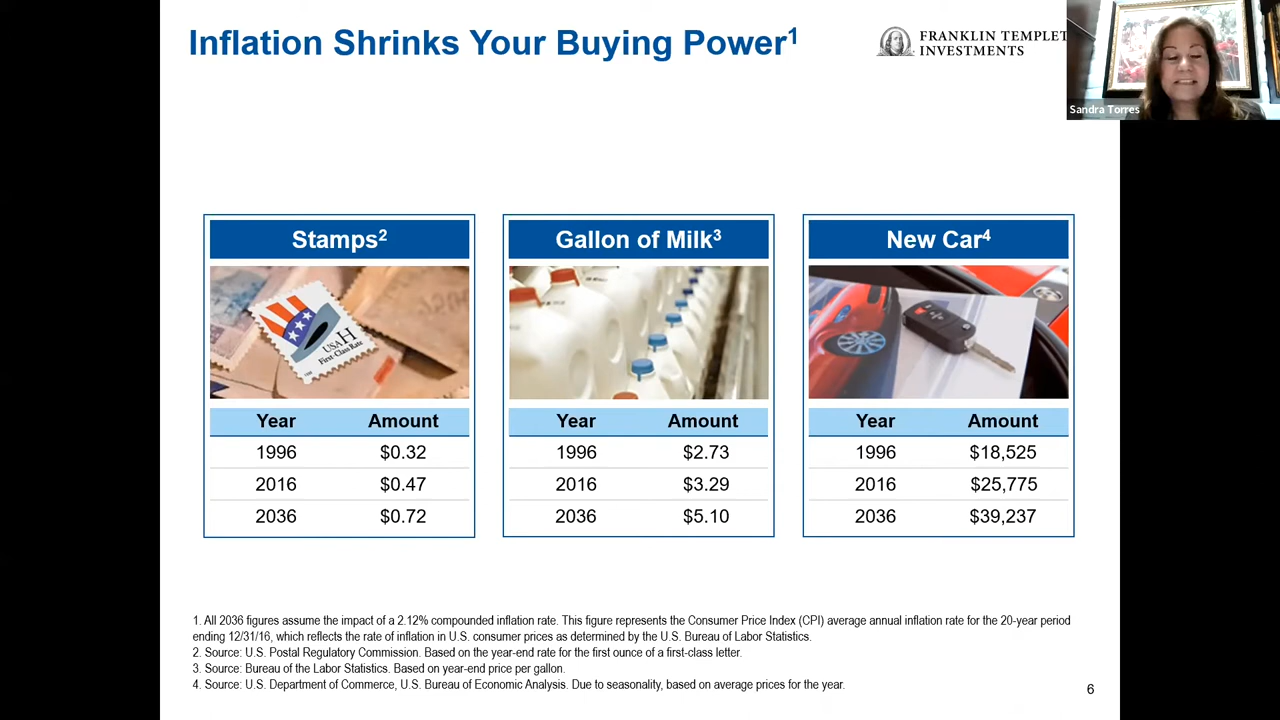 Inflation Shrinks Your Buying Power1
FRANKLIN TEMPLET
INVESTMENTS
Sandra Torres
Stamps2
USA H
First-Class Rate
Year Amount
1996 $0.32
2016 $0.47
2036 $0.72
Gallon of Milk3
Year Amount
1996 $2.73
2016 $3.29
2036 $5.10
New Car4
Year Amount
1996 $18,525
2016 $25,775
2036 $39,237
1. All 2036 figures assume the impact of a 2.12% compounded inflation rate. This figure represents the Consumer Price Index (CPI) average annual inflation rate for the 20-year period
ending 12/31/16, which reflects the rate of inflation in U.S. consumer prices as determined by the U.S. Bureau of Labor Statistics.
2. Source: U.S. Postal Regulatory Commission. Based on the year-end rate for the first ounce of a first-class letter.
3. Source: Bureau of the Labor Statistics. Based on year-end price per gallon.
4. Source: U.S. Department of Commerce, U.S. Bureau of Economic Analysis. Due to seasonality, based on average prices for the year.
6